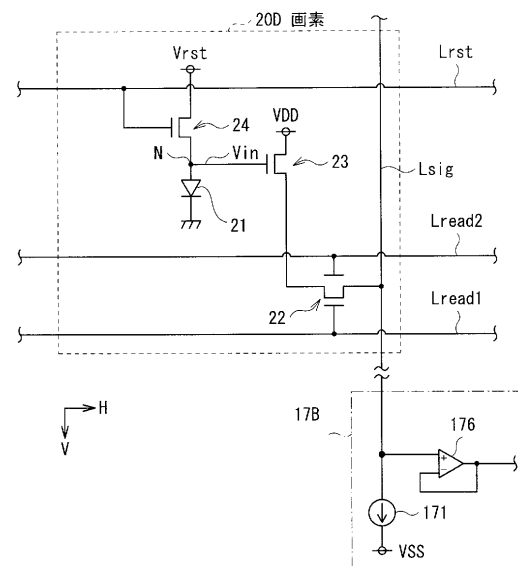 20D 画素
Vrst
Lrst
VDD
24
N
Vin
23
Lsig
21
Lread2
22
Lread1
H
V
17B
176
+
−
171
VSS